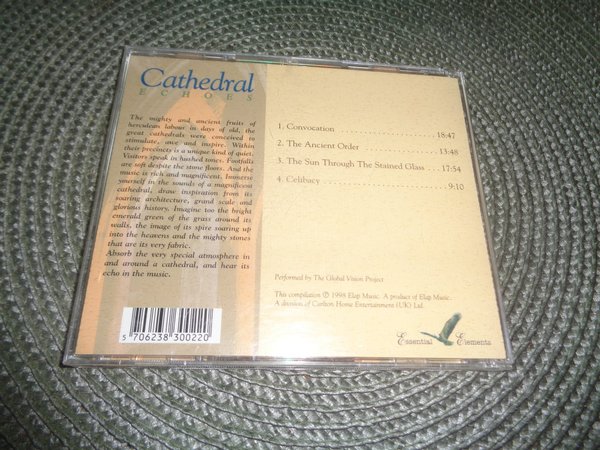 Cathedral
ECHOES
The mighty and ancient fruits of
herculean labour in days of old, the
great cathedrals were conceived to
stimulate, awe and inspire. Within
their precincts is a unique kind of quiet.
Visitors speak in hushed tones. Footfalls
are soft despite the stone floors. And the
music is rich and magnificent. Immerse
yourself in the sounds of a magnificent
cathedral, draw inspiration from its
soaring architecture, grand scale and
glorious history. Imagine too the bright
emerald green of the grass around its
walls, the image of its spire soaring up
into the heavens and the mighty stones
that are its very fabric.
Absorb the very special atmosphere in
and around a cathedral, and hear its
echo in the music.
5 706238 300220
1. Convocation 18:47
2. The Ancient Order 13:48
3. The Sun Through The Stained Glass 17:54
4. Celibacy 9:10
Performed by The Global Vision Project
This compilation ℗ 1998 Elap Music. A product of Elap Music.
A division of Carlton Home Entertainment (UK) Ltd.
Essential Elements